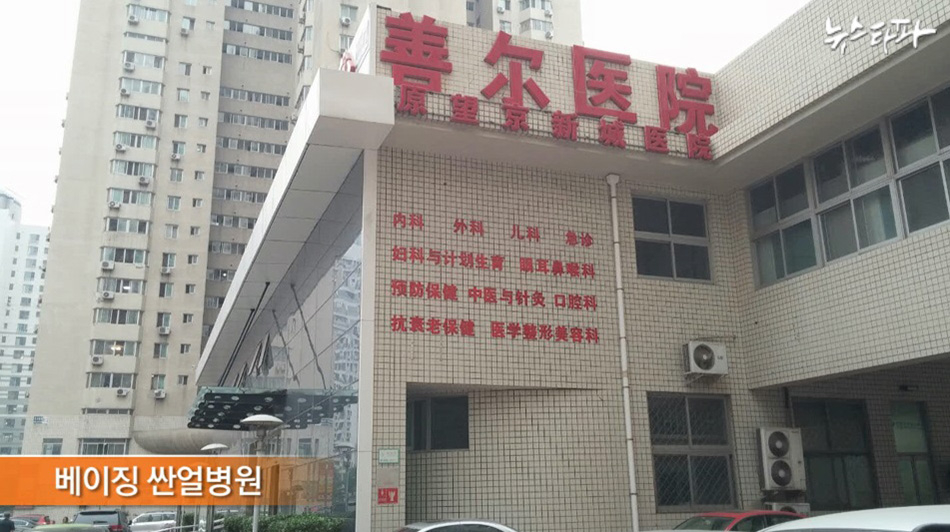 뉴스타파
善尔医院
原望京新城医院
内科 外科 儿科 急诊
妇科与计划生育 眼耳鼻喉科
预防保健 中医与针灸 口腔科
抗衰老保健 医学整形美容科
베이징 싼얼병원